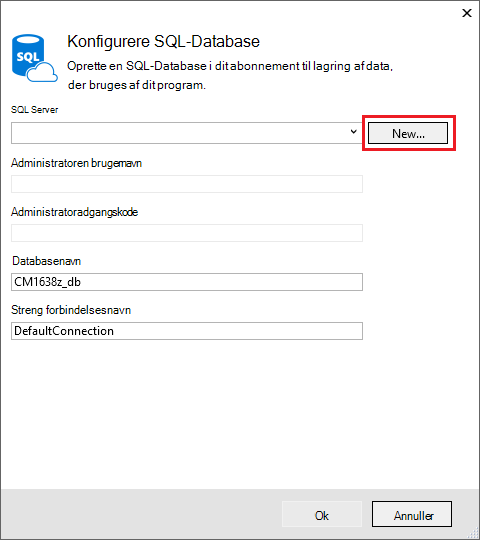 Konfigurere SQL-Database
SQL
Oprette en SQL-Database i dit abonnement til lagring af data,
der bruges af dit program.
SQL Server
New...
Administratoren brugernavn
Administratoradgangskode
Databasenavn
CM1638z_db
Streng forbindelsesnavn
DefaultConnection
Ok
Annuller